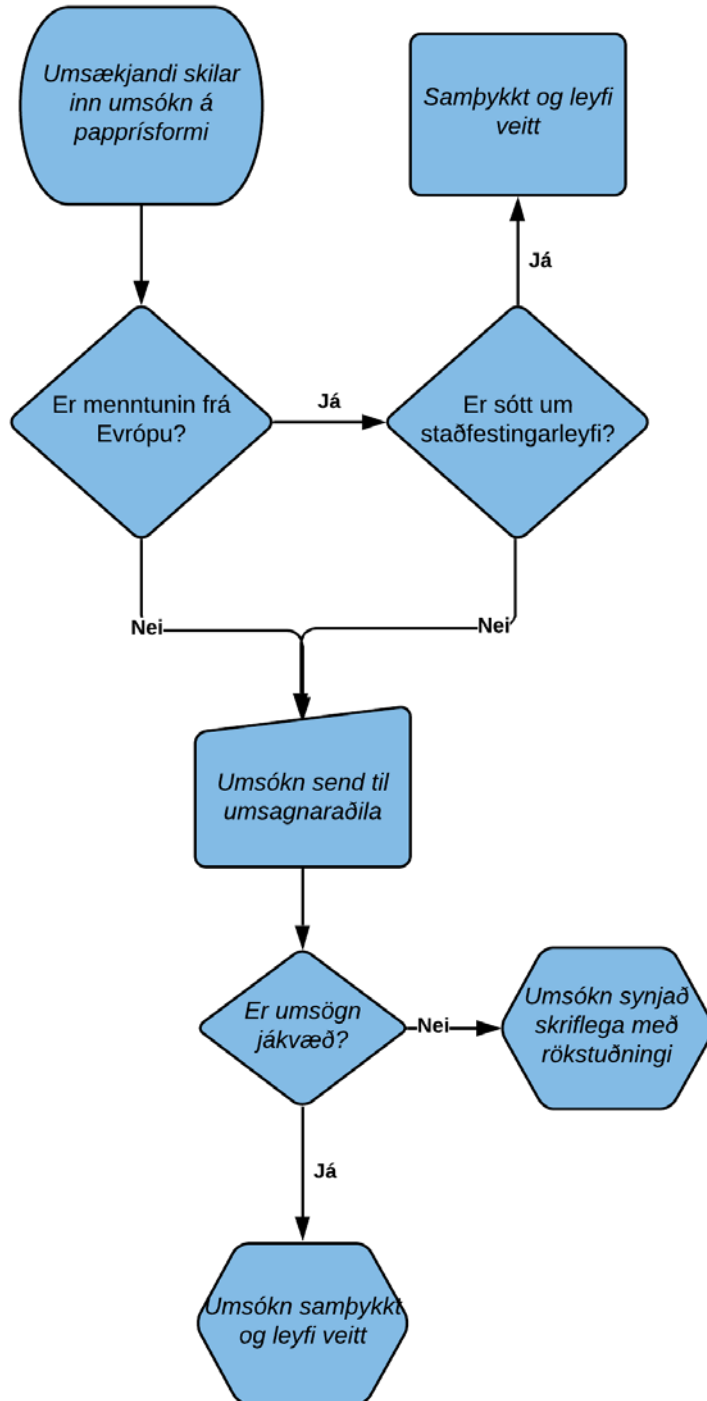 Umsækjandi skilar
inn umsókn á
papprísformi
Samþykkt og leyfi
veitt
Já
Er menntunin frá
Evrópu?
Já
Er sótt um
staðfestingarleyfi?
Nei
Nei
Umsókn send til
umsagnaraðila
Er umsögn
jákvæð?
Nei
Umsókn synjað
skriflega með
rökstuðningi
Já
Umsókn samþykkt
og leyfi veitt